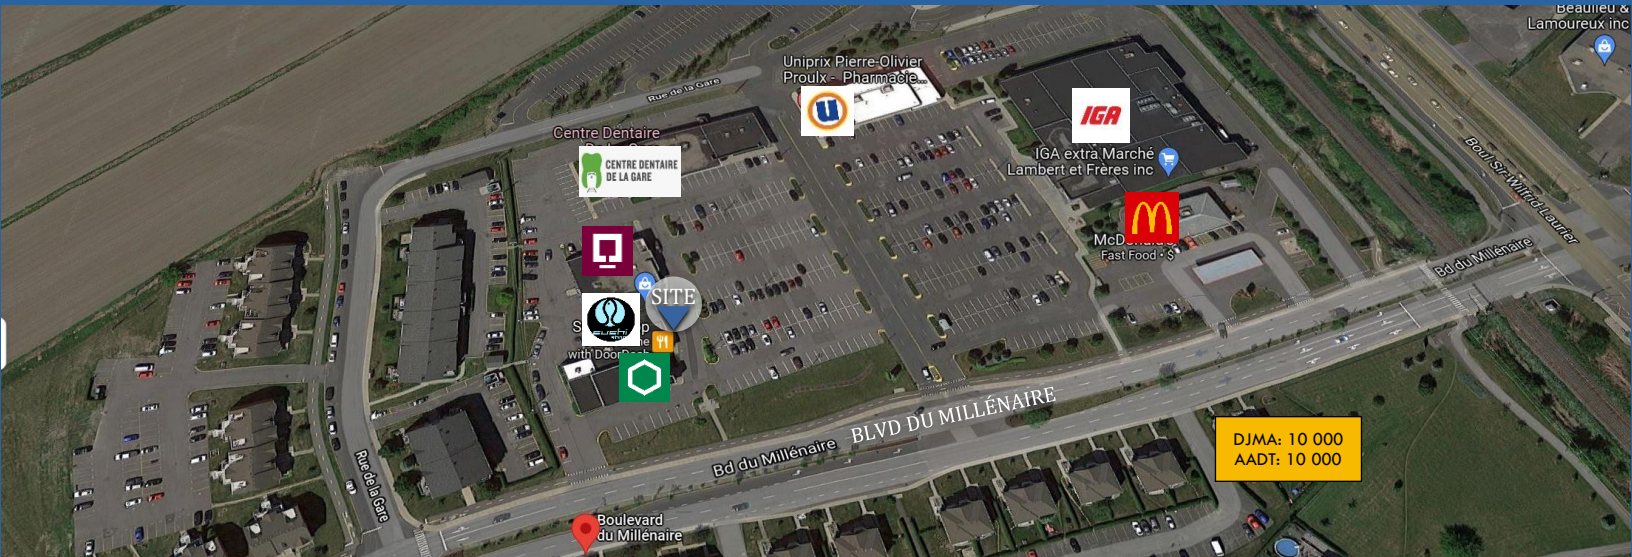 Beaulieu &
Lamoureux inc
Uniprix Pierre-Olivier
Proulx - Pharmacie...
U
Rue de la Gare
IGA
Centre Dentaire
CENTRE DENTAIRE
DE LA GARE
IGA extra Marché
Lambert et Frères inc
Boul Sir-Wilfrid-Laurier
McDonald's
Fast Food • $
Bd du Millénaire
SITE
sushi
with DoorDash
BLVD DU MILLÉNAIRE
Bd du Millénaire
DJMA: 10 000
AADT: 10 000
Rue de la Gare
Boulevard
du Millénaire